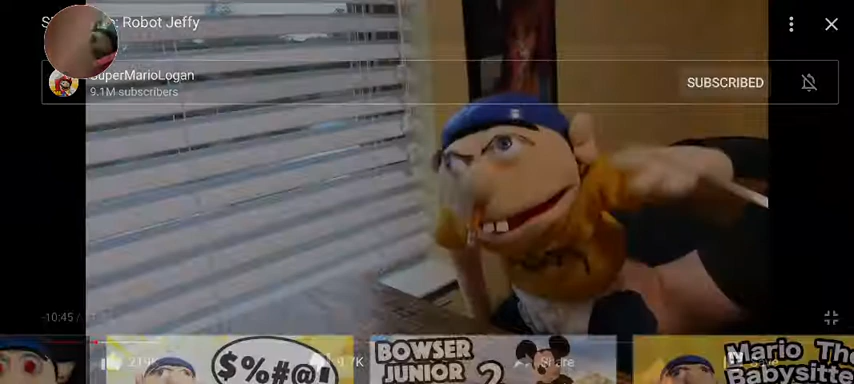 : Robot Jeffy
SuperMarioLogan
9.1M subscribers
SUBSCRIBED
-10:45 /
Share
$%#@!
BOWSER
JUNIOR 2
Mario The
Babysitte